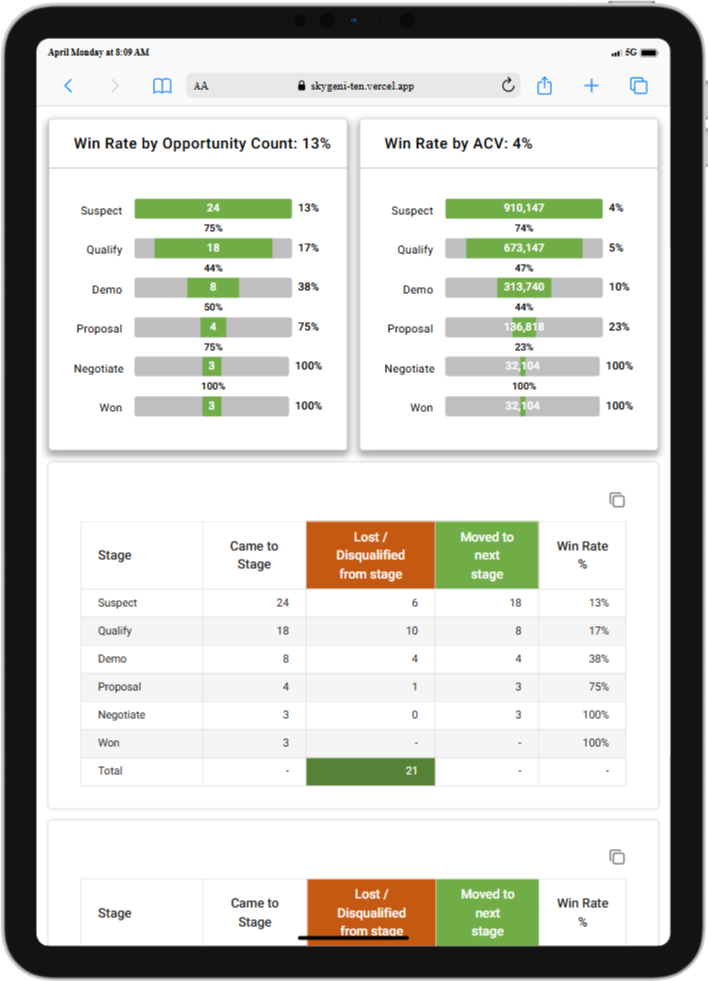 April Monday at 8:09 AM
5G
AA
skygeni-ten.vercel.app
Win Rate by Opportunity Count: 13%
Suspect 24 13%
75%
Qualify 18 17%
44%
Demo 8 38%
50%
Proposal 4 75%
75%
Negotiate 3 100%
100%
Won 3 100%
Win Rate by ACV: 4%
Suspect 910,147 4%
74%
Qualify 673,147 5%
47%
Demo 313,740 10%
44%
Proposal 136,818 23%
23%
Negotiate 32,104 100%
100%
Won 32,104 100%
Stage Came to Stage Lost / Disqualified from stage Moved to next stage Win Rate %
Suspect 24 6 18 13%
Qualify 18 10 8 17%
Demo 8 4 4 38%
Proposal 4 1 3 75%
Negotiate 3 0 3 100%
Won 3 - - 100%
Total - 21 - -
Stage Came to Stage Lost / Disqualified from stage Moved to next stage Win Rate %